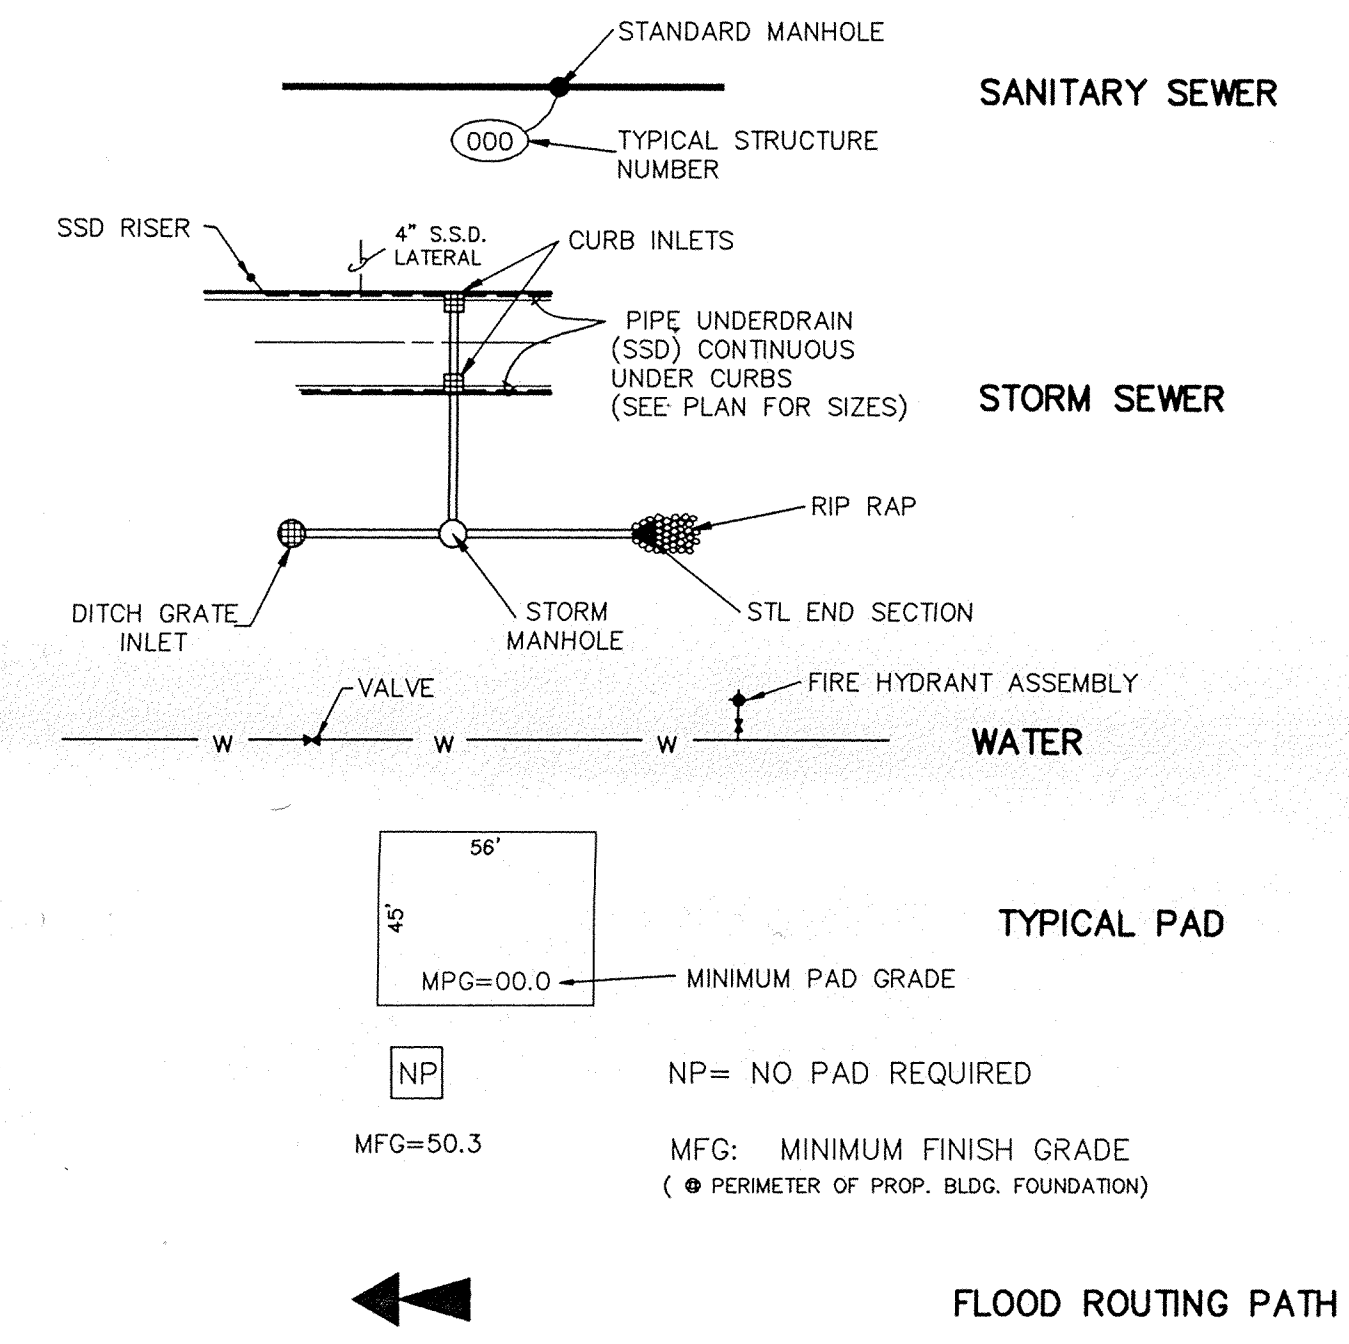 STANDARD MANHOLE
SANITARY SEWER
000
TYPICAL STRUCTURE
NUMBER
SSD RISER
4" S.S.D.
LATERAL
CURB INLETS
PIPE UNDERDRAIN
(SSD) CONTINUOUS
UNDER CURBS
(SEE PLAN FOR SIZES)
STORM SEWER
RIP RAP
DITCH GRATE
INLET
STORM
MANHOLE
STL END SECTION
VALVE
FIRE HYDRANT ASSEMBLY
W W W
WATER
56'
45'
TYPICAL PAD
MPG=00.0
MINIMUM PAD GRADE
NP
NP= NO PAD REQUIRED
MFG=50.3
MFG: MINIMUM FINISH GRADE
( @ PERIMETER OF PROP. BLDG. FOUNDATION)
FLOOD ROUTING PATH